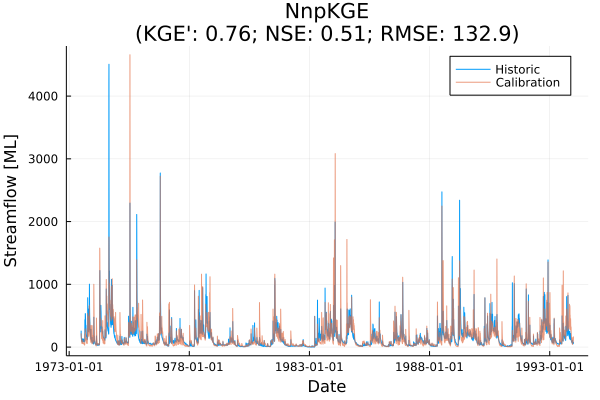 NnpKGE
(KGE': 0.76; NSE: 0.51; RMSE: 132.9)
Historic
Calibration
Streamflow [ML]
4000
3000
2000
1000
0
1973-01-01
1978-01-01
1983-01-01
1988-01-01
1993-01-01
Date